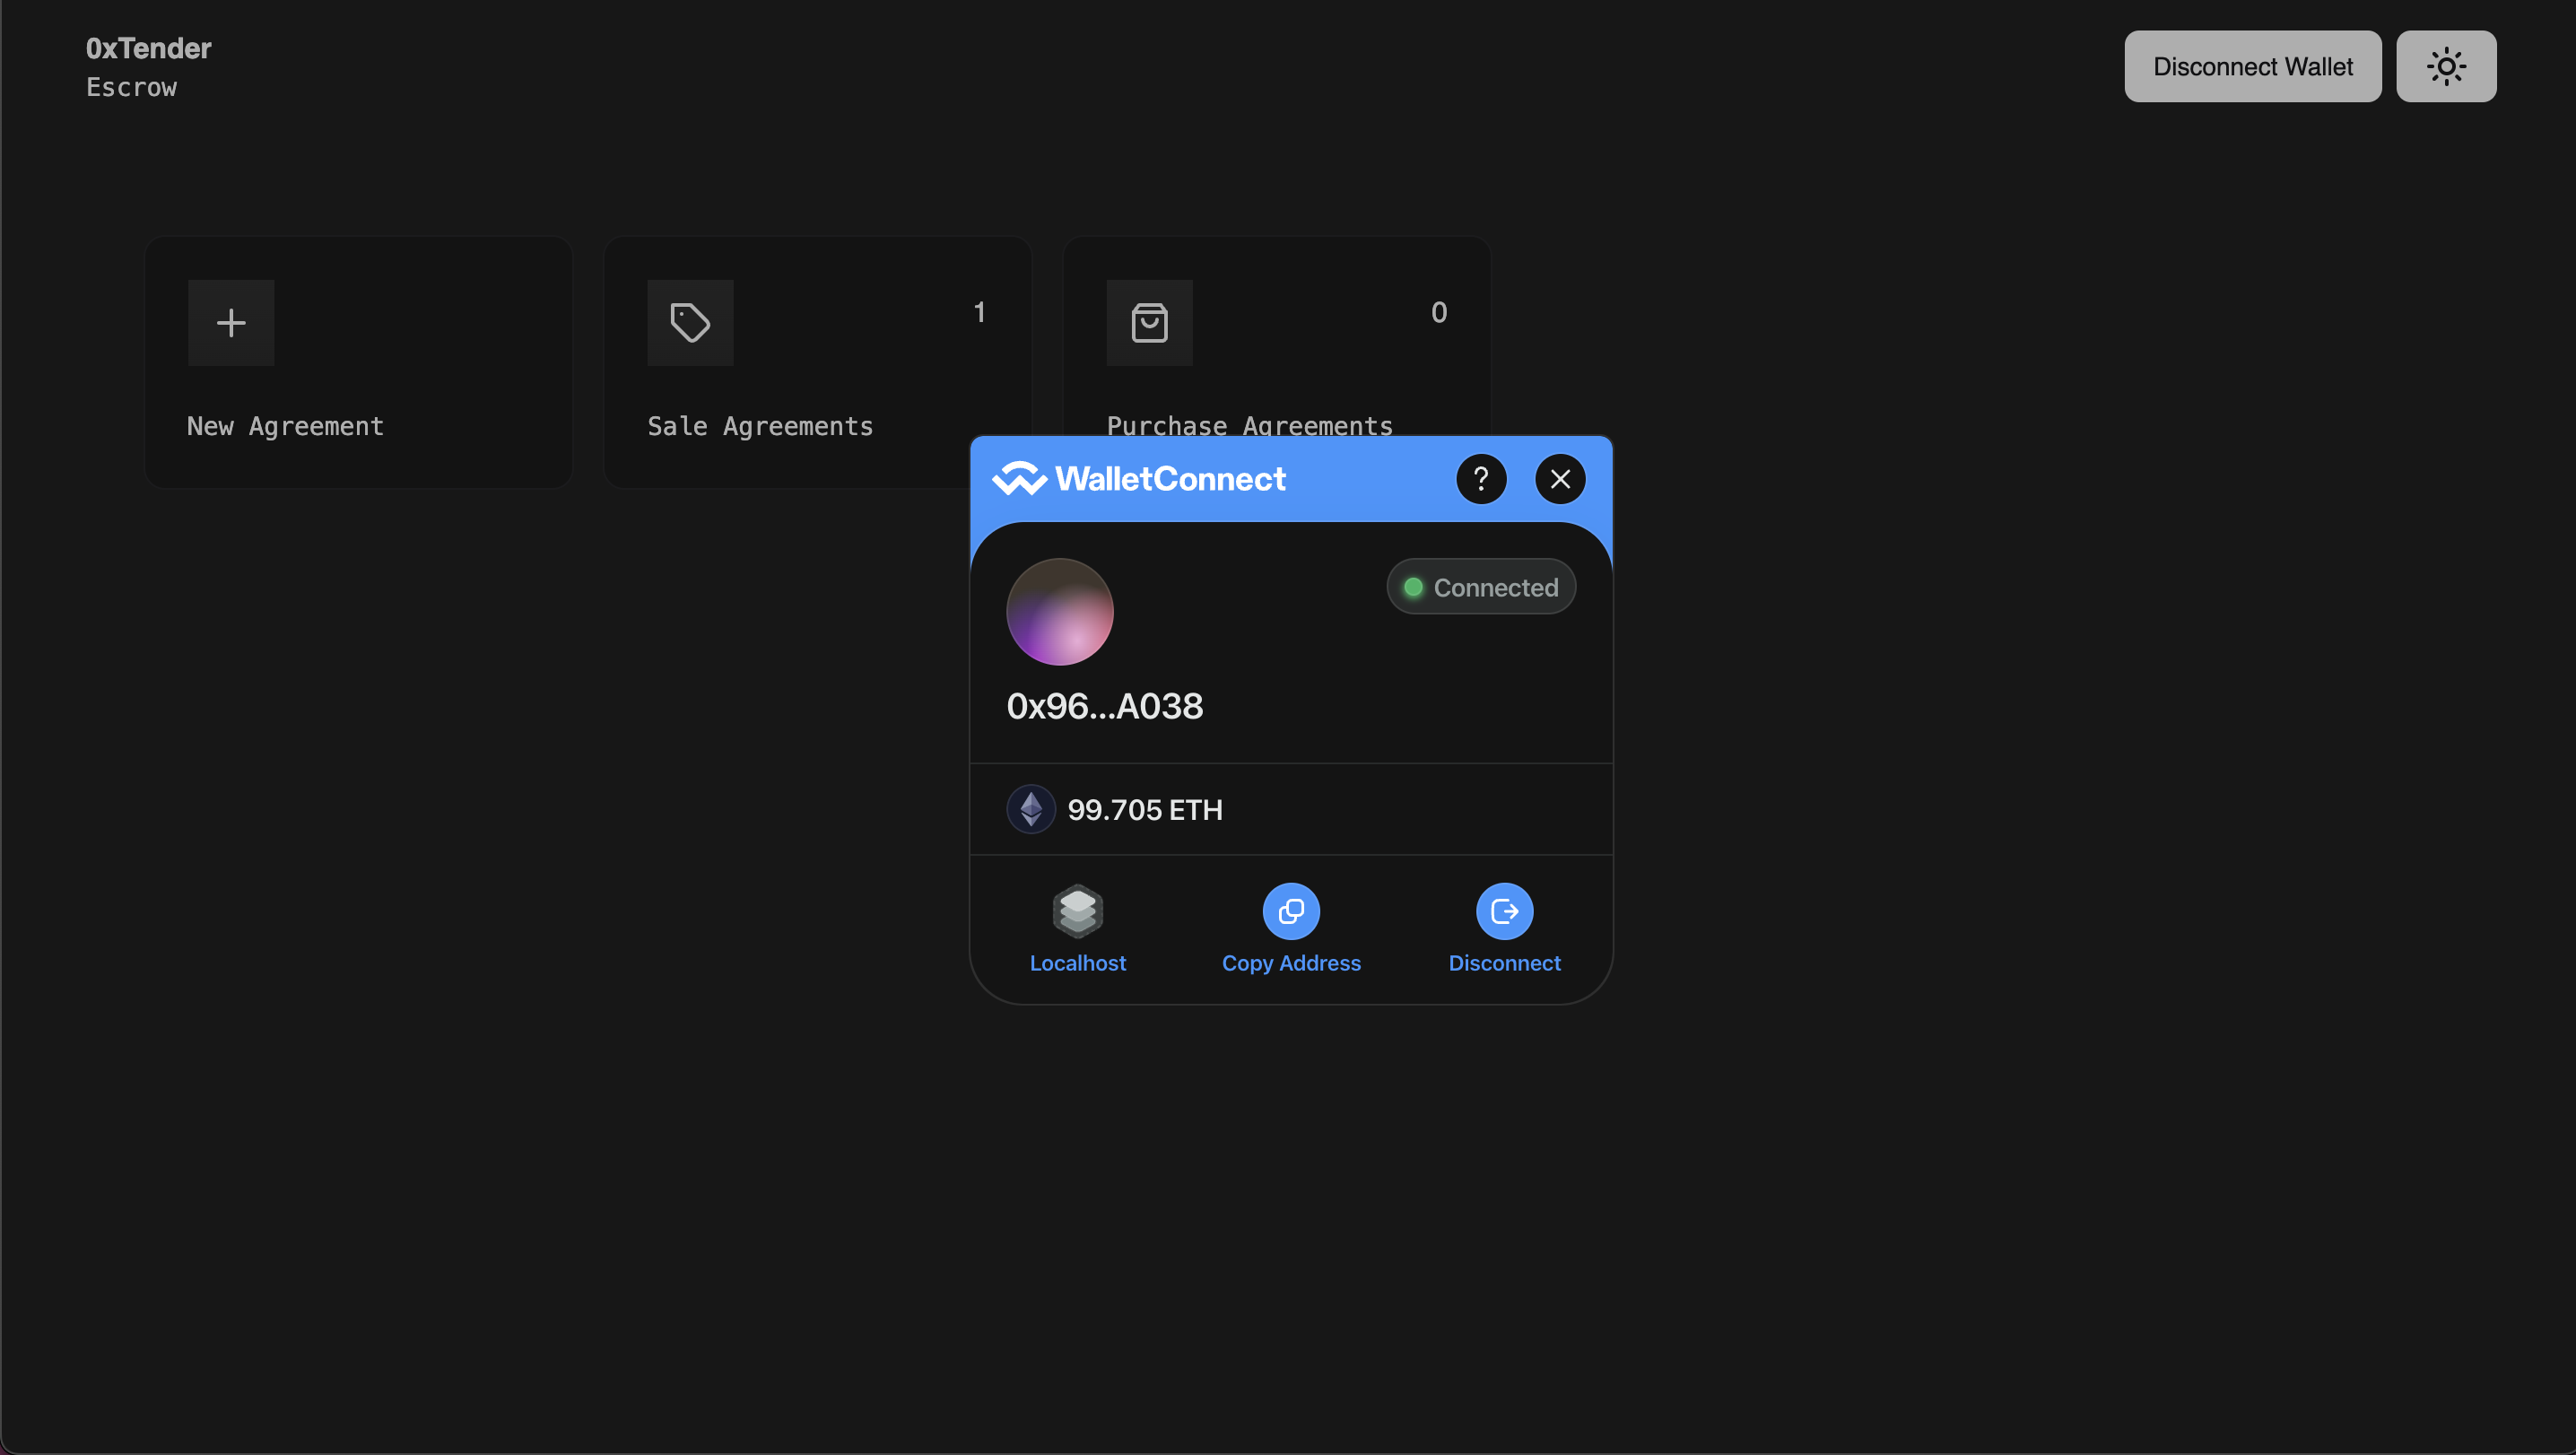 0xTender
Escrow
Disconnect Wallet
1
0
New Agreement
Sale Agreements
Purchase Agreements
WalletConnect
?
Connected
0x96...A038
99.705 ETH
Localhost
Copy Address
Disconnect